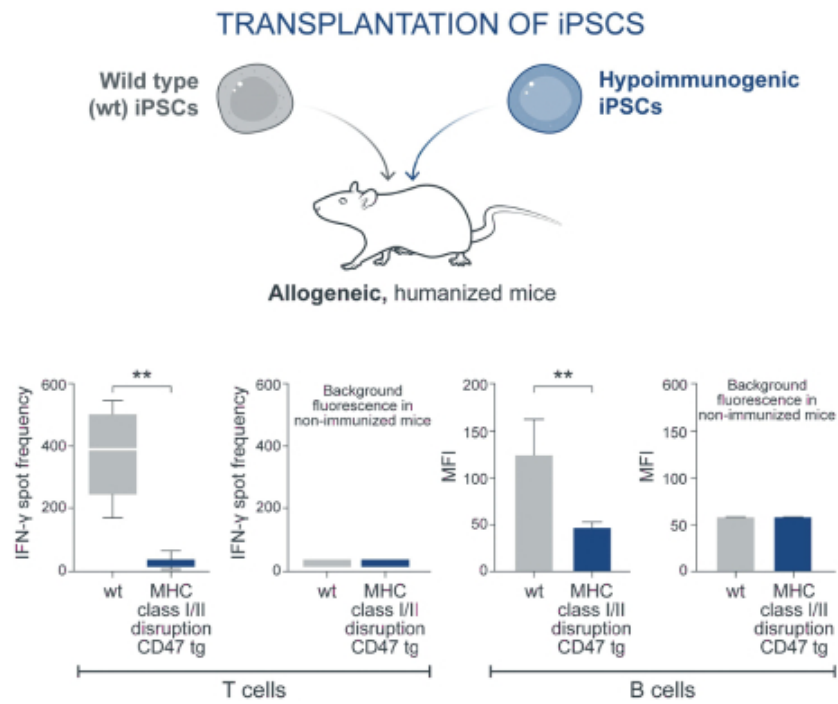 TRANSPLANTATION OF iPSCS
Wild type
(wt) iPSCs
Hypoimmunogenic
iPSCs
Allogeneic, humanized mice
IFN-γ spot frequency
600
400
200
0
**
wt
MHC
class I/II
disruption
CD47 tg
IFN-γ spot frequency
600
400
200
0
Background
fluorescence in
non-immunized mice
wt
MHC
class I/II
disruption
CD47 tg
T cells
MFI
200
150
100
50
0
**
wt
MHC
class I/II
disruption
CD47 tg
MFI
600
150
100
50
0
Background
fluorescence in
non-immunized mice
wt
MHC
class I/II
disruption
CD47 tg
B cells